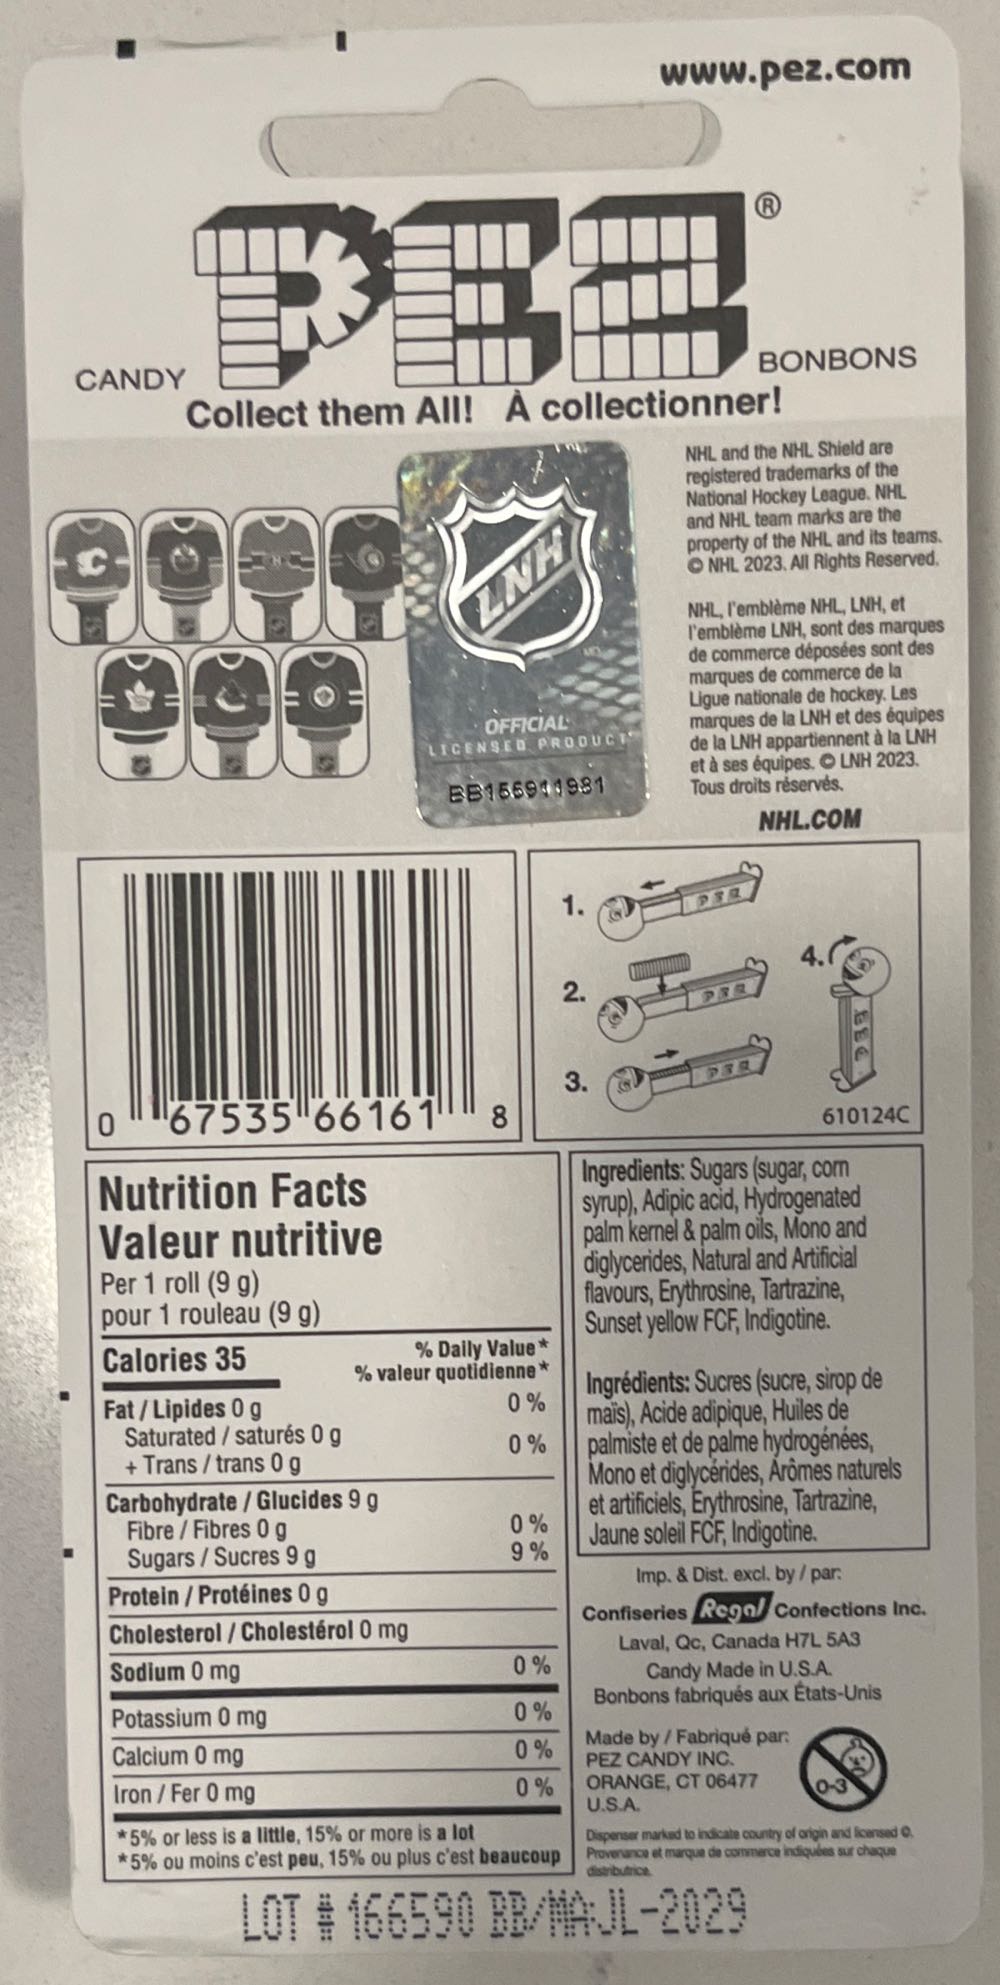 www.pez.com
PEZ®
CANDY
BONBONS
Collect them All! À collectionner!
NHL and the NHL Shield are
registered trademarks of the
National Hockey League. NHL
and NHL team marks are the
property of the NHL and its teams.
© NHL 2023. All Rights Reserved.
NHL, l'emblème NHL, LNH, et
l'emblème LNH, sont des marques
de commerce déposées sont des
marques de commerce de la
Ligue nationale de hockey. Les
marques de la LNH et des équipes
de la LNH appartiennent à la LNH
et à ses équipes. © LNH 2023.
Tous droits réservés.
NHL.COM
LNH
OFFICIAL
LICENSED PRODUCT
BB156911981
0 67535 66161 8
1.
PEZ
2.
PEZ
3.
PEZ
4.
610124C
Nutrition Facts
Valeur nutritive
Per 1 roll (9 g)
pour 1 rouleau (9 g)
Calories 35
% Daily Value*
% valeur quotidienne*
Fat / Lipides 0 g 0 %
Saturated / saturés 0 g
+ Trans / trans 0 g 0 %
Carbohydrate / Glucides 9 g
Fibre / Fibres 0 g 0 %
Sugars / Sucres 9 g 9 %
Protein / Protéines 0 g
Cholesterol / Cholestérol 0 mg
Sodium 0 mg 0 %
Potassium 0 mg 0 %
Calcium 0 mg 0 %
Iron / Fer 0 mg 0 %
*5% or less is a little, 15% or more is a lot
*5% ou moins c'est peu, 15% ou plus c'est beaucoup
Ingredients: Sugars (sugar, corn
syrup), Adipic acid, Hydrogenated
palm kernel & palm oils, Mono and
diglycerides, Natural and Artificial
flavours, Erythrosine, Tartrazine,
Sunset yellow FCF, Indigotine.
Ingrédients: Sucres (sucre, sirop de
maïs), Acide adipique, Huiles de
palmiste et de palme hydrogénées,
Mono et diglycérides, Arômes naturels
et artificiels, Érythrosine, Tartrazine,
Jaune soleil FCF, Indigotine.
Imp. & Dist. excl. by / par:
Confiseries Regal Confections Inc.
Laval, Qc, Canada H7L 5A3
Candy Made in U.S.A.
Bonbons fabriqués aux États-Unis
Made by / Fabriqué par:
PEZ CANDY INC.
ORANGE, CT 06477
U.S.A.
0-3
Dispenser marked to indicate country of origin and licensed ©.
Provenance et marque de commerce indiquées sur chaque
distributrice.
LOT # 166590 BB/MA:JL-2029